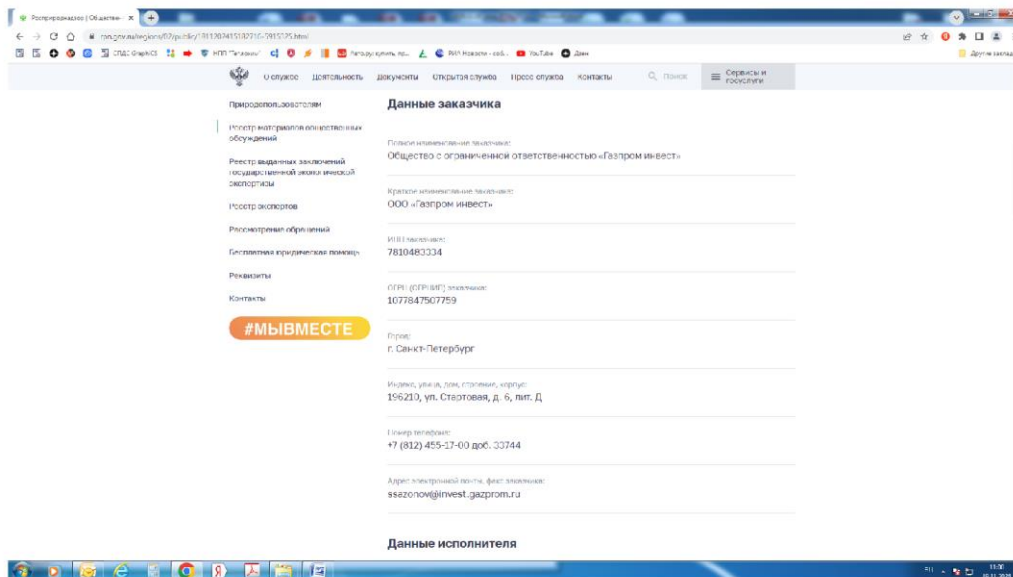 Росприроднадзор | Обществен
О службе Деятельность Документы Открытая служба Пресс-служба Контакты Поиск Сервисы и госуслуги
Природопользователям
Реестр материалов общественных
обсуждений
Реестр выданных заключений
государственной экологической
экспертизы
Реестр экспертов
Рассмотрение обращений
Бесплатная юридическая помощь
Реквизиты
Контакты
#МЫВМЕСТЕ
Данные заказчика
Полное наименование заказчика:
Общество с ограниченной ответственностью «Газпром инвест»
Краткое наименование заказчика:
ООО «Газпром инвест»
ИНН заказчика:
7810483334
ОГРН (ОГРНИП) заказчика:
1077847507759
Город:
г. Санкт-Петербург
Индекс, улица, дом, строение, корпус:
196210, ул. Стартовая, д. 6, лит. Д
Номер телефона:
+7 (812) 455-17-00 доб. 33744
Адрес электронной почты, факс заказчика:
ssazonov@invest.gazprom.ru
Данные исполнителя
11:00